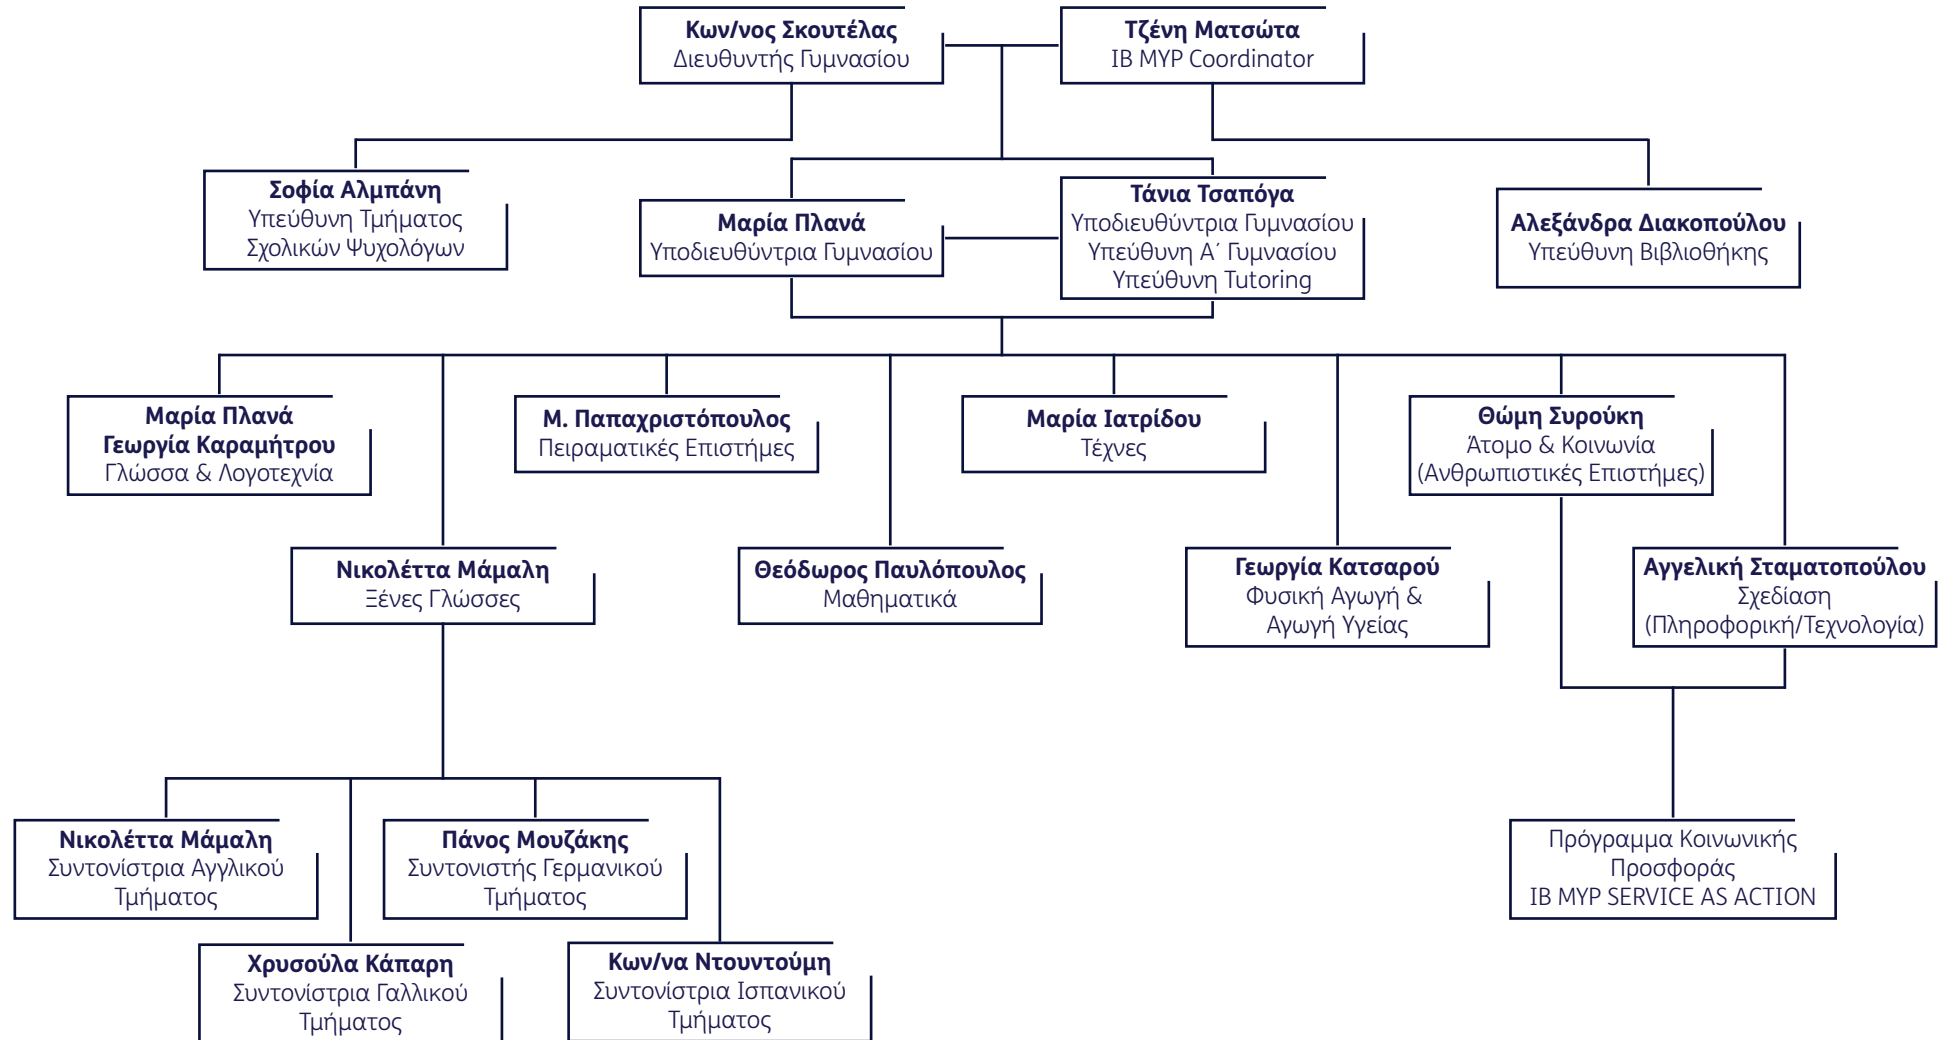 Κων/νος Σκουτέλας
Διευθυντής Γυμνασίου
Τζένη Ματσώτα
IB MYP Coordinator
Σοφία Αλμπάνη
Υπεύθυνη Τμήματος
Σχολικών Ψυχολόγων
Μαρία Πλανά
Υποδιευθύντρια Γυμνασίου
Τάνια Τσαπόγα
Υποδιευθύντρια Γυμνασίου
Υπεύθυνη Α΄ Γυμνασίου
Υπεύθυνη Tutoring
Αλεξάνδρα Διακοπούλου
Υπεύθυνη Βιβλιοθήκης
Μαρία Πλανά
Γεωργία Καραμήτρου
Γλώσσα & Λογοτεχνία
Μ. Παπαχριστόπουλος
Πειραματικές Επιστήμες
Μαρία Ιατρίδου
Τέχνες
Θώμη Συρούκη
Άτομο & Κοινωνία
(Ανθρωπιστικές Επιστήμες)
Νικολέττα Μάμαλη
Ξένες Γλώσσες
Θεόδωρος Παυλόπουλος
Μαθηματικά
Γεωργία Κατσαρού
Φυσική Αγωγή &
Αγωγή Υγείας
Αγγελική Σταματοπούλου
Σχεδίαση
(Πληροφορική/Τεχνολογία)
Νικολέττα Μάμαλη
Συντονίστρια Αγγλικού
Τμήματος
Πάνος Μουζάκης
Συντονιστής Γερμανικού
Τμήματος
Πρόγραμμα Κοινωνικής
Προσφοράς
IB MYP SERVICE AS ACTION
Χρυσούλα Κάπαρη
Συντονίστρια Γαλλικού
Τμήματος
Κων/να Ντουντούμη
Συντονίστρια Ισπανικού
Τμήματος